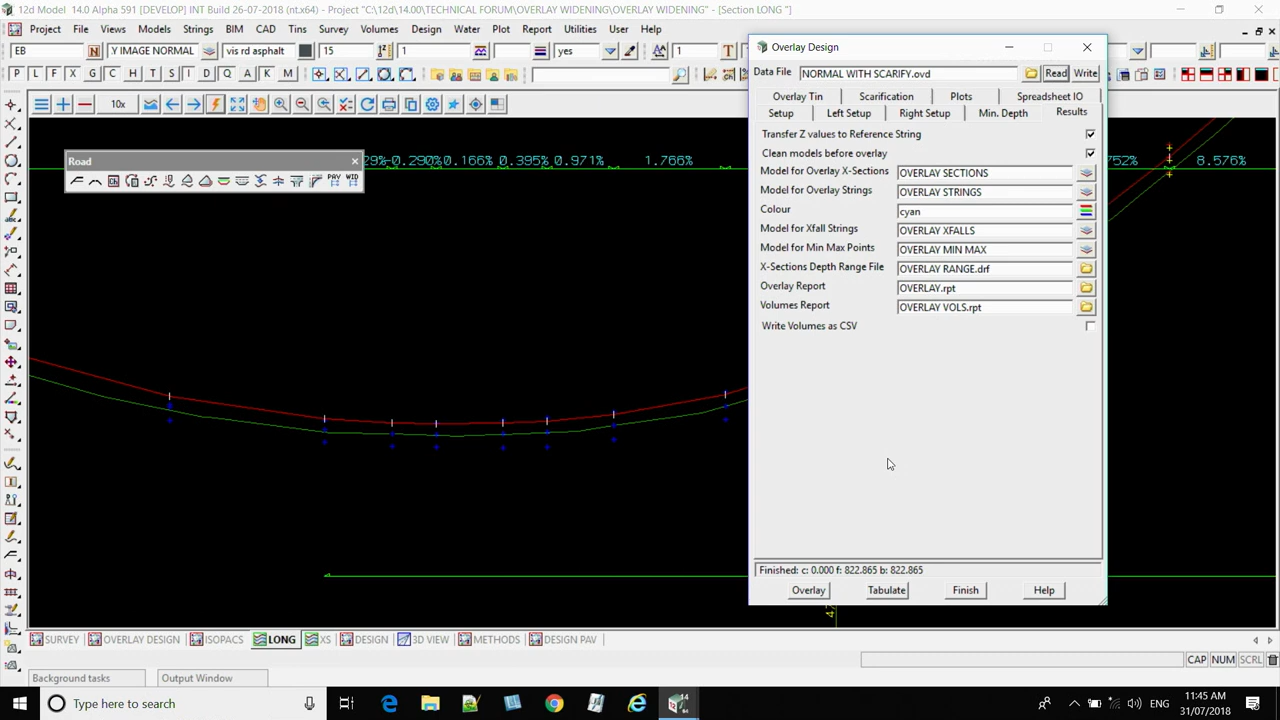 12d Model 14.0 Alpha 591 [DEVELOP] INT Build 26-07-2018 (nt.x64) - Project "C:\12d\14.00\TECHNICAL FORUM\OVERLAY WIDENING\OVERLAY WIDENING" - [Section LONG "]
Project Edit Views Models Strings BIM CAD Tins Survey Volumes Design Water Plot Report Utilities User Help
EB Y IMAGE NORMAL vis rd asphalt 15 1 yes 1
P L F X G C H T S I D Q A K M
10x
Road
PAV WID
-0.290% 0.166% 0.395% 0.971% 1.766% 8.576%
Overlay Design
Data File NORMAL WITH SCARIFY.ovd Read Write
Overlay Tin Scarification Plots Spreadsheet IO
Setup Left Setup Right Setup Min. Depth Results
Transfer Z values to Reference String
Clean models before overlay
Model for Overlay X-Sections OVERLAY SECTIONS
Model for Overlay Strings OVERLAY STRINGS
Colour cyan
Model for Xfall Strings OVERLAY XFALLS
Model for Min Max Points OVERLAY MIN MAX
X-Sections Depth Range File OVERLAY RANGE.drf
Overlay Report OVERLAY.rpt
Volumes Report OVERLAY VOLS.rpt
Write Volumes as CSV
Finished: c: 0.000 f: 822.865 b: 822.865
Overlay Tabulate Finish Help
SURVEY OVERLAY DESIGN ISOPACS LONG XS DESIGN 3D VIEW METHODS DESIGN PAV
CAP NUM SCRL
Background tasks Output Window
Type here to search
ENG
11:45 AM
31/07/2018